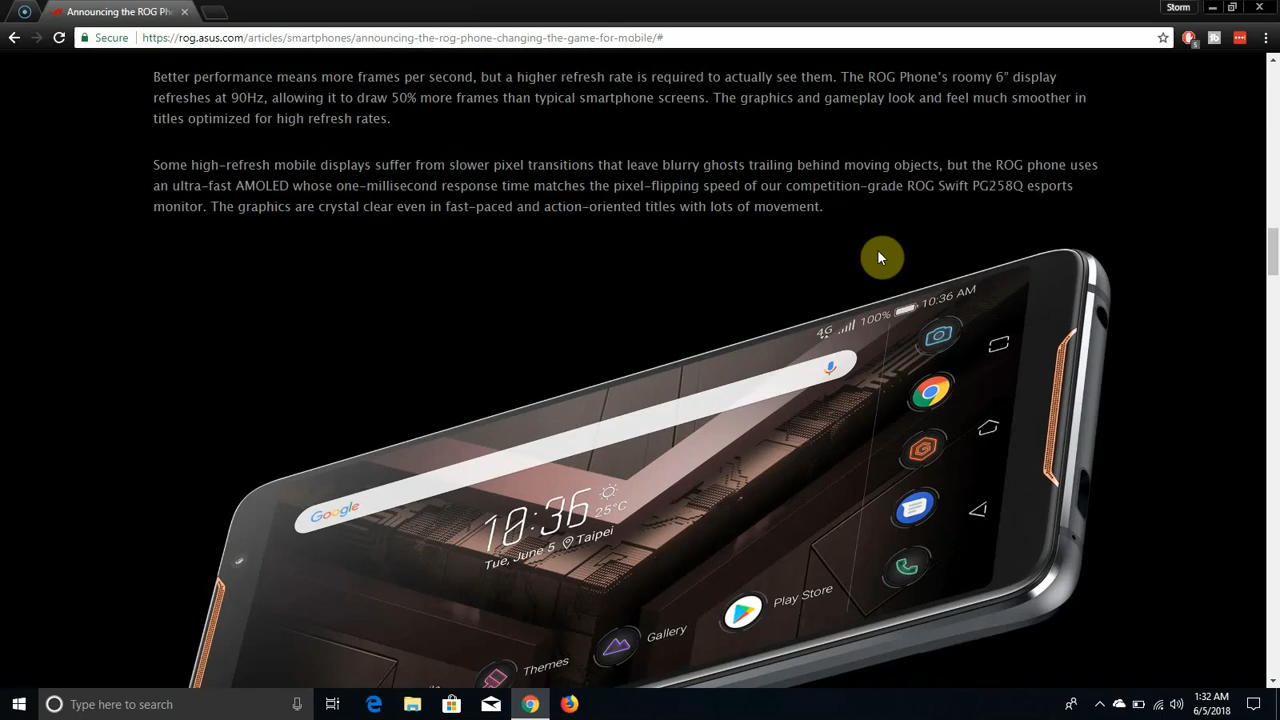 Announcing the ROG Ph
Storm
Secure
https://rog.asus.com/articles/smartphones/announcing-the-rog-phone-changing-the-game-for-mobile/#
Better performance means more frames per second, but a higher refresh rate is required to actually see them. The ROG Phone's roomy 6" display
refreshes at 90Hz, allowing it to draw 50% more frames than typical smartphone screens. The graphics and gameplay look and feel much smoother in
titles optimized for high refresh rates.
Some high-refresh mobile displays suffer from slower pixel transitions that leave blurry ghosts trailing behind moving objects, but the ROG phone uses
an ultra-fast AMOLED whose one-millisecond response time matches the pixel-flipping speed of our competition-grade ROG Swift PG258Q esports
monitor. The graphics are crystal clear even in fast-paced and action-oriented titles with lots of movement.
4G 100% 10:36 AM
Google
10:36
25°C
Tue, June 5 Taipei
Play Store
Gallery
Themes
Type here to search
1:32 AM
6/5/2018